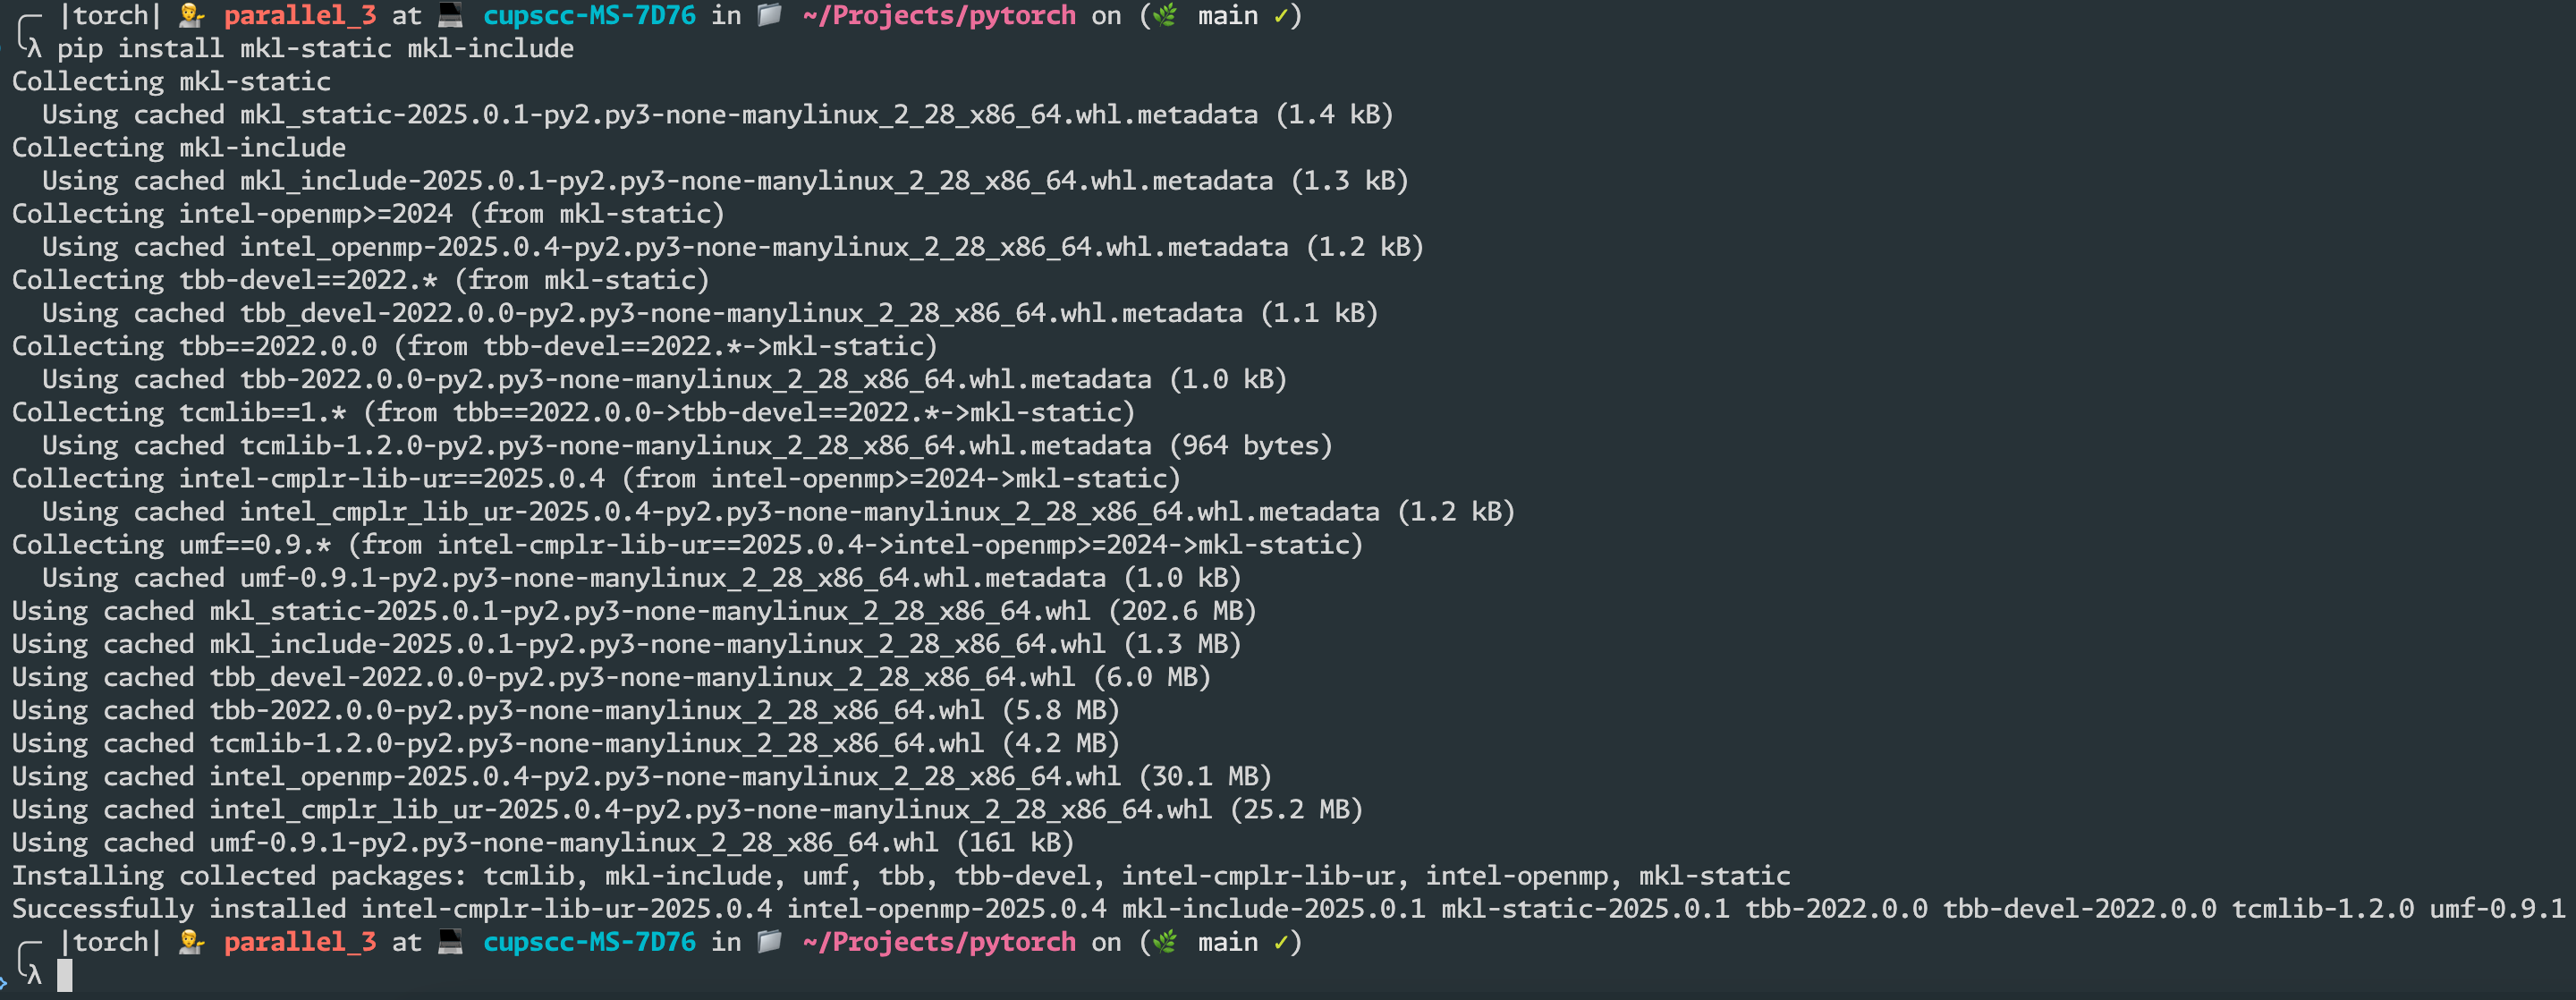 |torch| 💁‍♂️ parallel_3 at 💻 cupscc-MS-7D76 in 📁 ~/Projects/pytorch on (🌿 main ✓)
λ pip install mkl-static mkl-include
Collecting mkl-static
  Using cached mkl_static-2025.0.1-py2.py3-none-manylinux_2_28_x86_64.whl.metadata (1.4 kB)
Collecting mkl-include
  Using cached mkl_include-2025.0.1-py2.py3-none-manylinux_2_28_x86_64.whl.metadata (1.3 kB)
Collecting intel-openmp>=2024 (from mkl-static)
  Using cached intel_openmp-2025.0.4-py2.py3-none-manylinux_2_28_x86_64.whl.metadata (1.2 kB)
Collecting tbb-devel==2022.* (from mkl-static)
  Using cached tbb_devel-2022.0.0-py2.py3-none-manylinux_2_28_x86_64.whl.metadata (1.1 kB)
Collecting tbb==2022.0.0 (from tbb-devel==2022.*->mkl-static)
  Using cached tbb-2022.0.0-py2.py3-none-manylinux_2_28_x86_64.whl.metadata (1.0 kB)
Collecting tcmlib==1.* (from tbb==2022.0.0->tbb-devel==2022.*->mkl-static)
  Using cached tcmlib-1.2.0-py2.py3-none-manylinux_2_28_x86_64.whl.metadata (964 bytes)
Collecting intel-cmplr-lib-ur==2025.0.4 (from intel-openmp>=2024->mkl-static)
  Using cached intel_cmplr_lib_ur-2025.0.4-py2.py3-none-manylinux_2_28_x86_64.whl.metadata (1.2 kB)
Collecting umf==0.9.* (from intel-cmplr-lib-ur==2025.0.4->intel-openmp>=2024->mkl-static)
  Using cached umf-0.9.1-py2.py3-none-manylinux_2_28_x86_64.whl.metadata (1.0 kB)
Using cached mkl_static-2025.0.1-py2.py3-none-manylinux_2_28_x86_64.whl (202.6 MB)
Using cached mkl_include-2025.0.1-py2.py3-none-manylinux_2_28_x86_64.whl (1.3 MB)
Using cached tbb_devel-2022.0.0-py2.py3-none-manylinux_2_28_x86_64.whl (6.0 MB)
Using cached tbb-2022.0.0-py2.py3-none-manylinux_2_28_x86_64.whl (5.8 MB)
Using cached tcmlib-1.2.0-py2.py3-none-manylinux_2_28_x86_64.whl (4.2 MB)
Using cached intel_openmp-2025.0.4-py2.py3-none-manylinux_2_28_x86_64.whl (30.1 MB)
Using cached intel_cmplr_lib_ur-2025.0.4-py2.py3-none-manylinux_2_28_x86_64.whl (25.2 MB)
Using cached umf-0.9.1-py2.py3-none-manylinux_2_28_x86_64.whl (161 kB)
Installing collected packages: tcmlib, mkl-include, umf, tbb, tbb-devel, intel-cmplr-lib-ur, intel-openmp, mkl-static
Successfully installed intel-cmplr-lib-ur-2025.0.4 intel-openmp-2025.0.4 mkl-include-2025.0.1 mkl-static-2025.0.1 tbb-2022.0.0 tbb-devel-2022.0.0 tcmlib-1.2.0 umf-0.9.1
|torch| 💁‍♂️ parallel_3 at 💻 cupscc-MS-7D76 in 📁 ~/Projects/pytorch on (🌿 main ✓)
λ